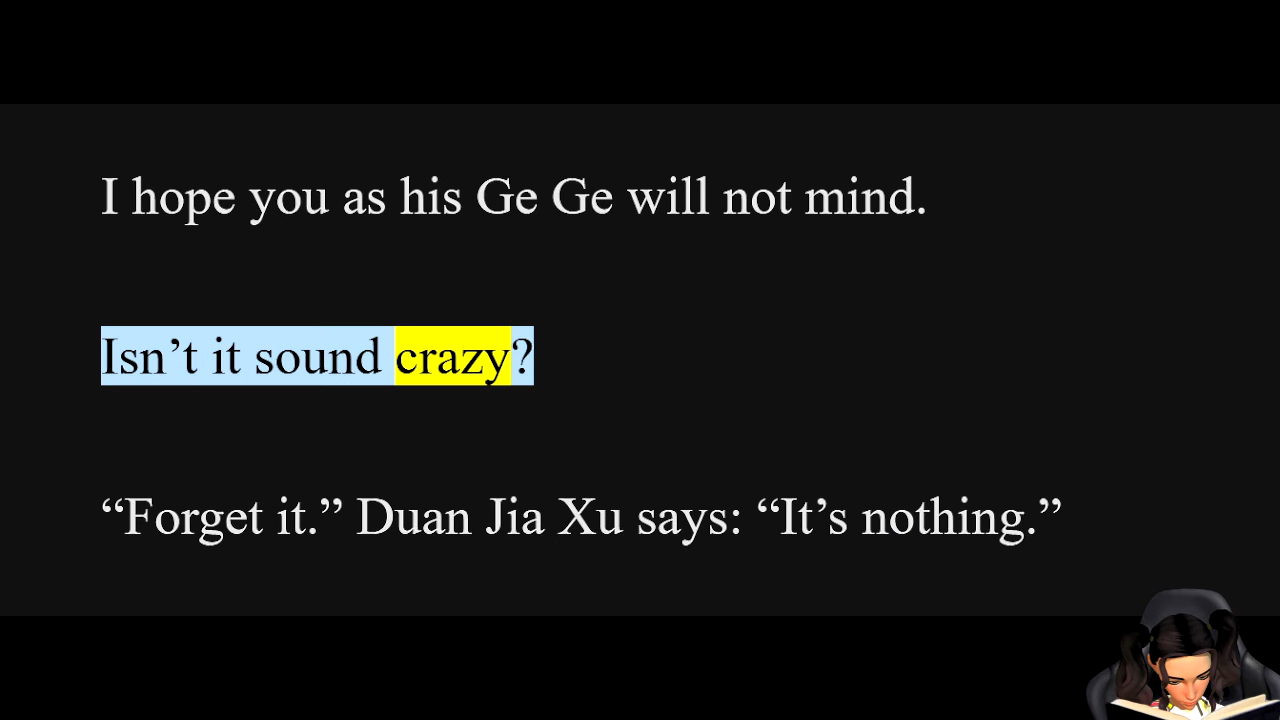 I hope you as his Ge Ge will not mind.
Isn’t it sound crazy?
“Forget it.” Duan Jia Xu says: “It’s nothing.”